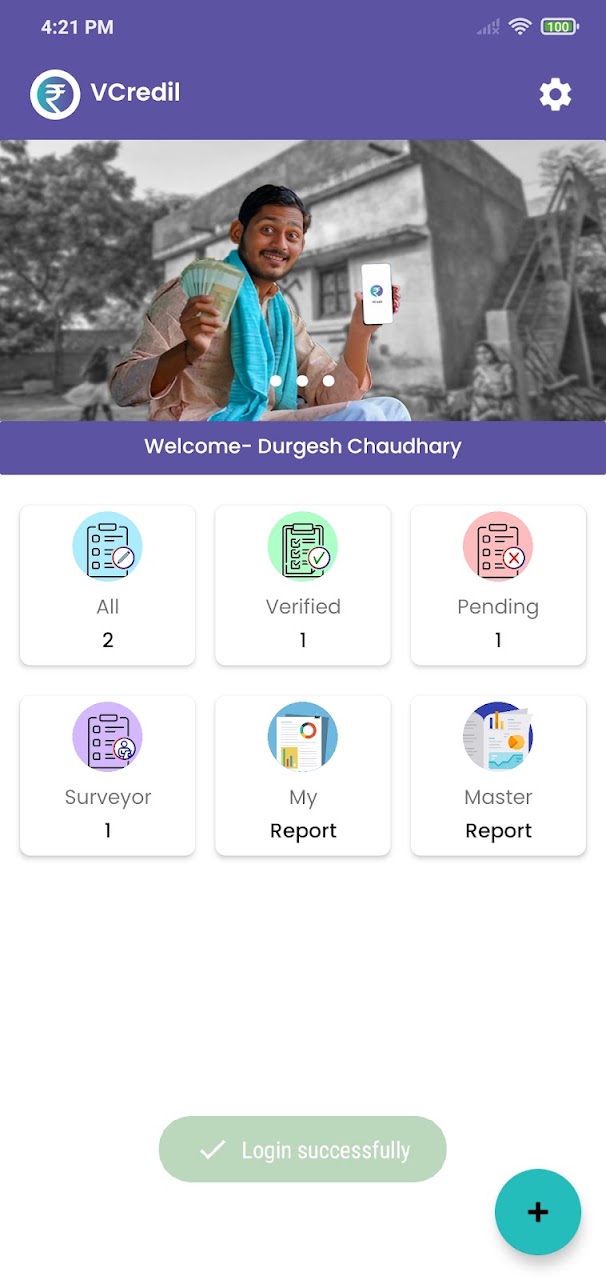 4:21 PM
100
VCredil
Welcome- Durgesh Chaudhary
All
2
Verified
1
Pending
1
Surveyor
1
My
Report
Master
Report
Login successfully
+